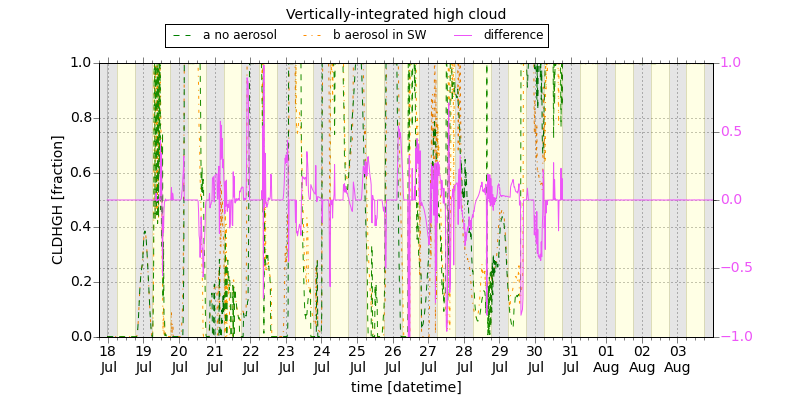 Vertically-integrated high cloud
a no aerosol b aerosol in SW difference
1.0 0.8 0.6 0.4 0.2 0.0
CLDHGH [fraction]
1.0 0.5 0.0 −0.5 −1.0
18 19 20 21 22 23 24 25 26 27 28 29 30 31 01 02 03
Jul Jul Jul Jul Jul Jul Jul Jul Jul Jul Jul Jul Jul Jul Aug Aug Aug
time [datetime]